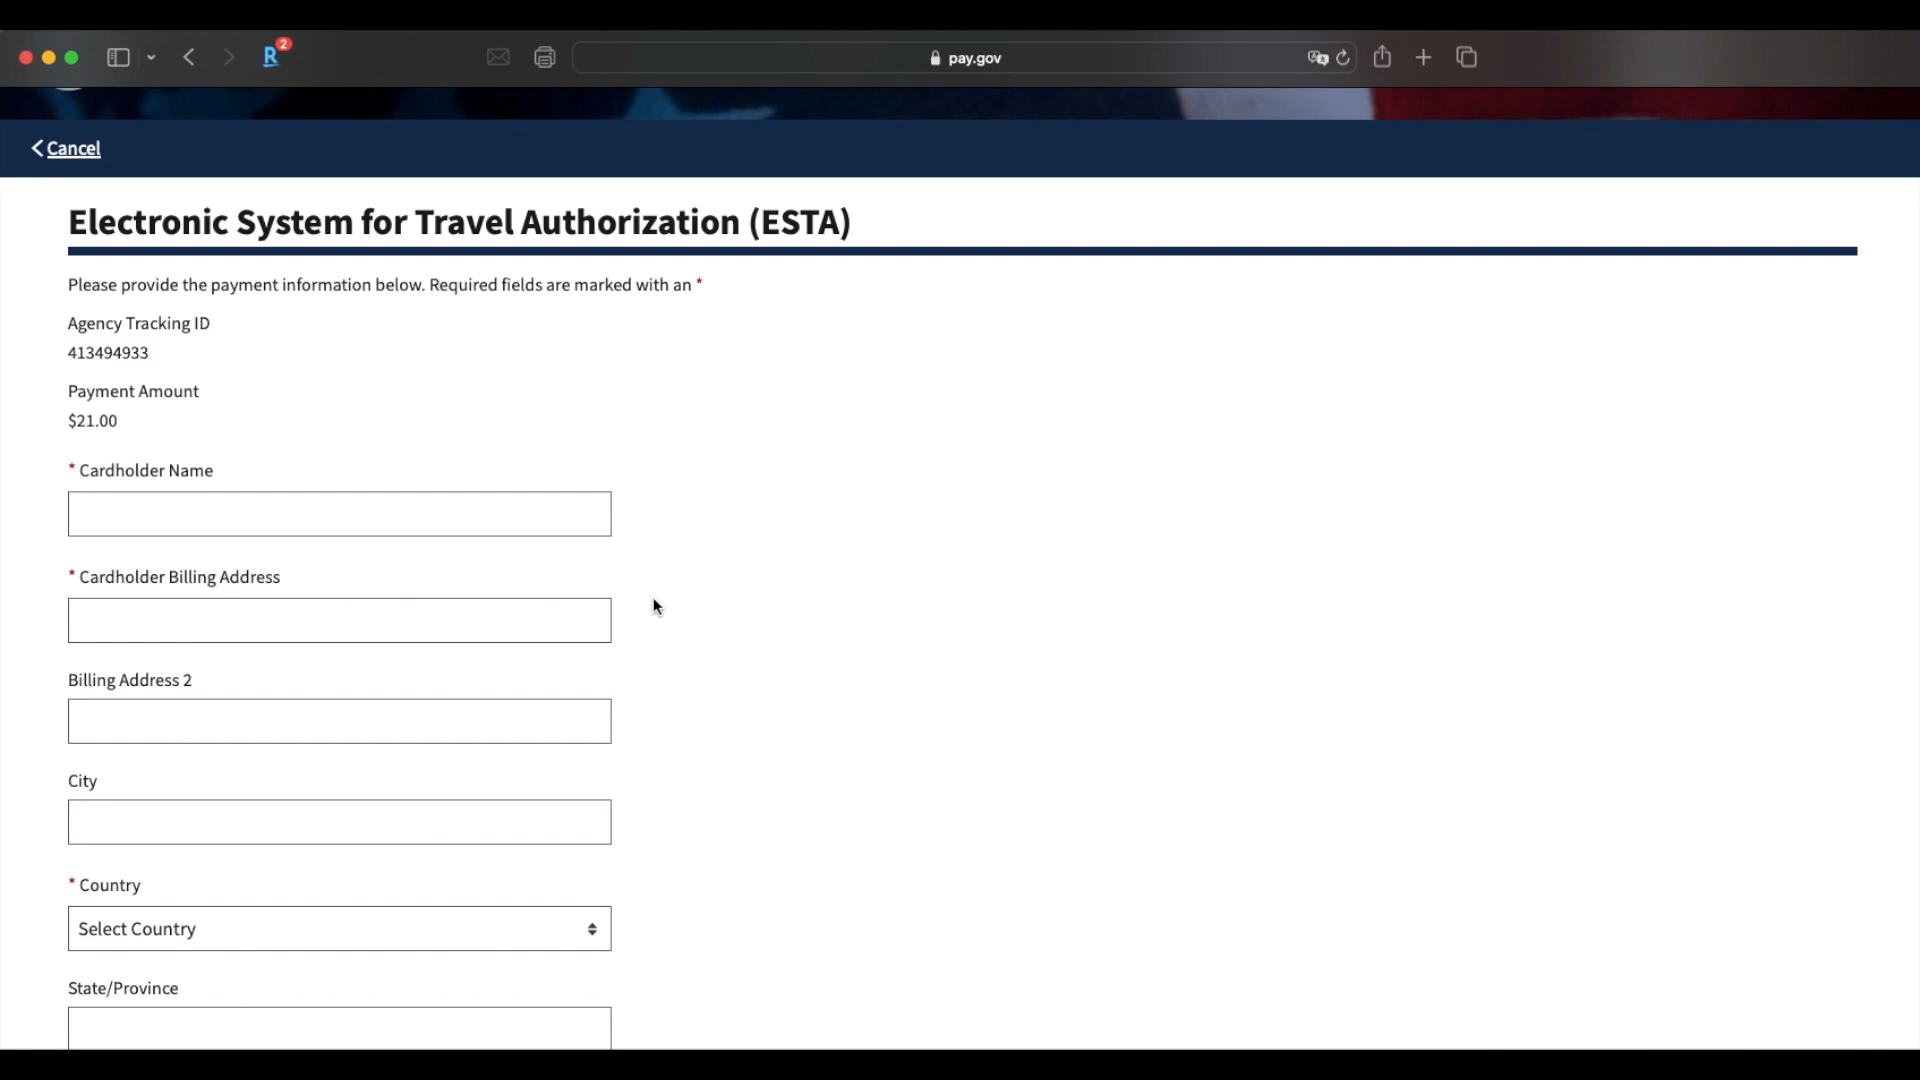 R 2
pay.gov
Cancel
Electronic System for Travel Authorization (ESTA)
Please provide the payment information below. Required fields are marked with an *
Agency Tracking ID
413494933
Payment Amount
$21.00
* Cardholder Name
* Cardholder Billing Address
Billing Address 2
City
* Country
Select Country
State/Province